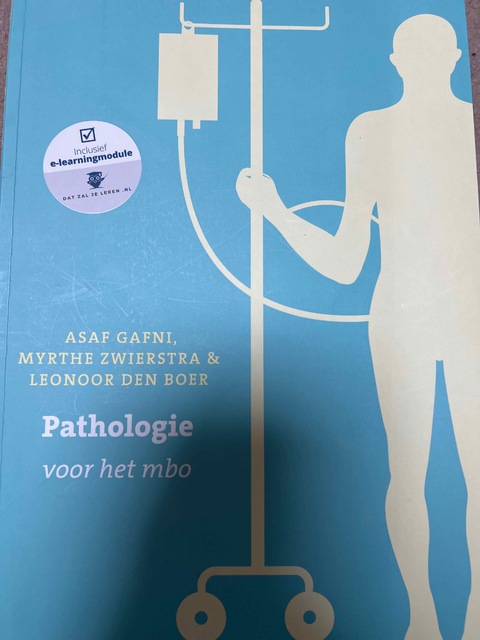 Inclusief
e-learningmodule
DAT ZAL JE LEREN .NL
ASAF GAFNI,
MYRTHE ZWIERSTRA &
LEONOOR DEN BOER
Pathologie
voor het mbo